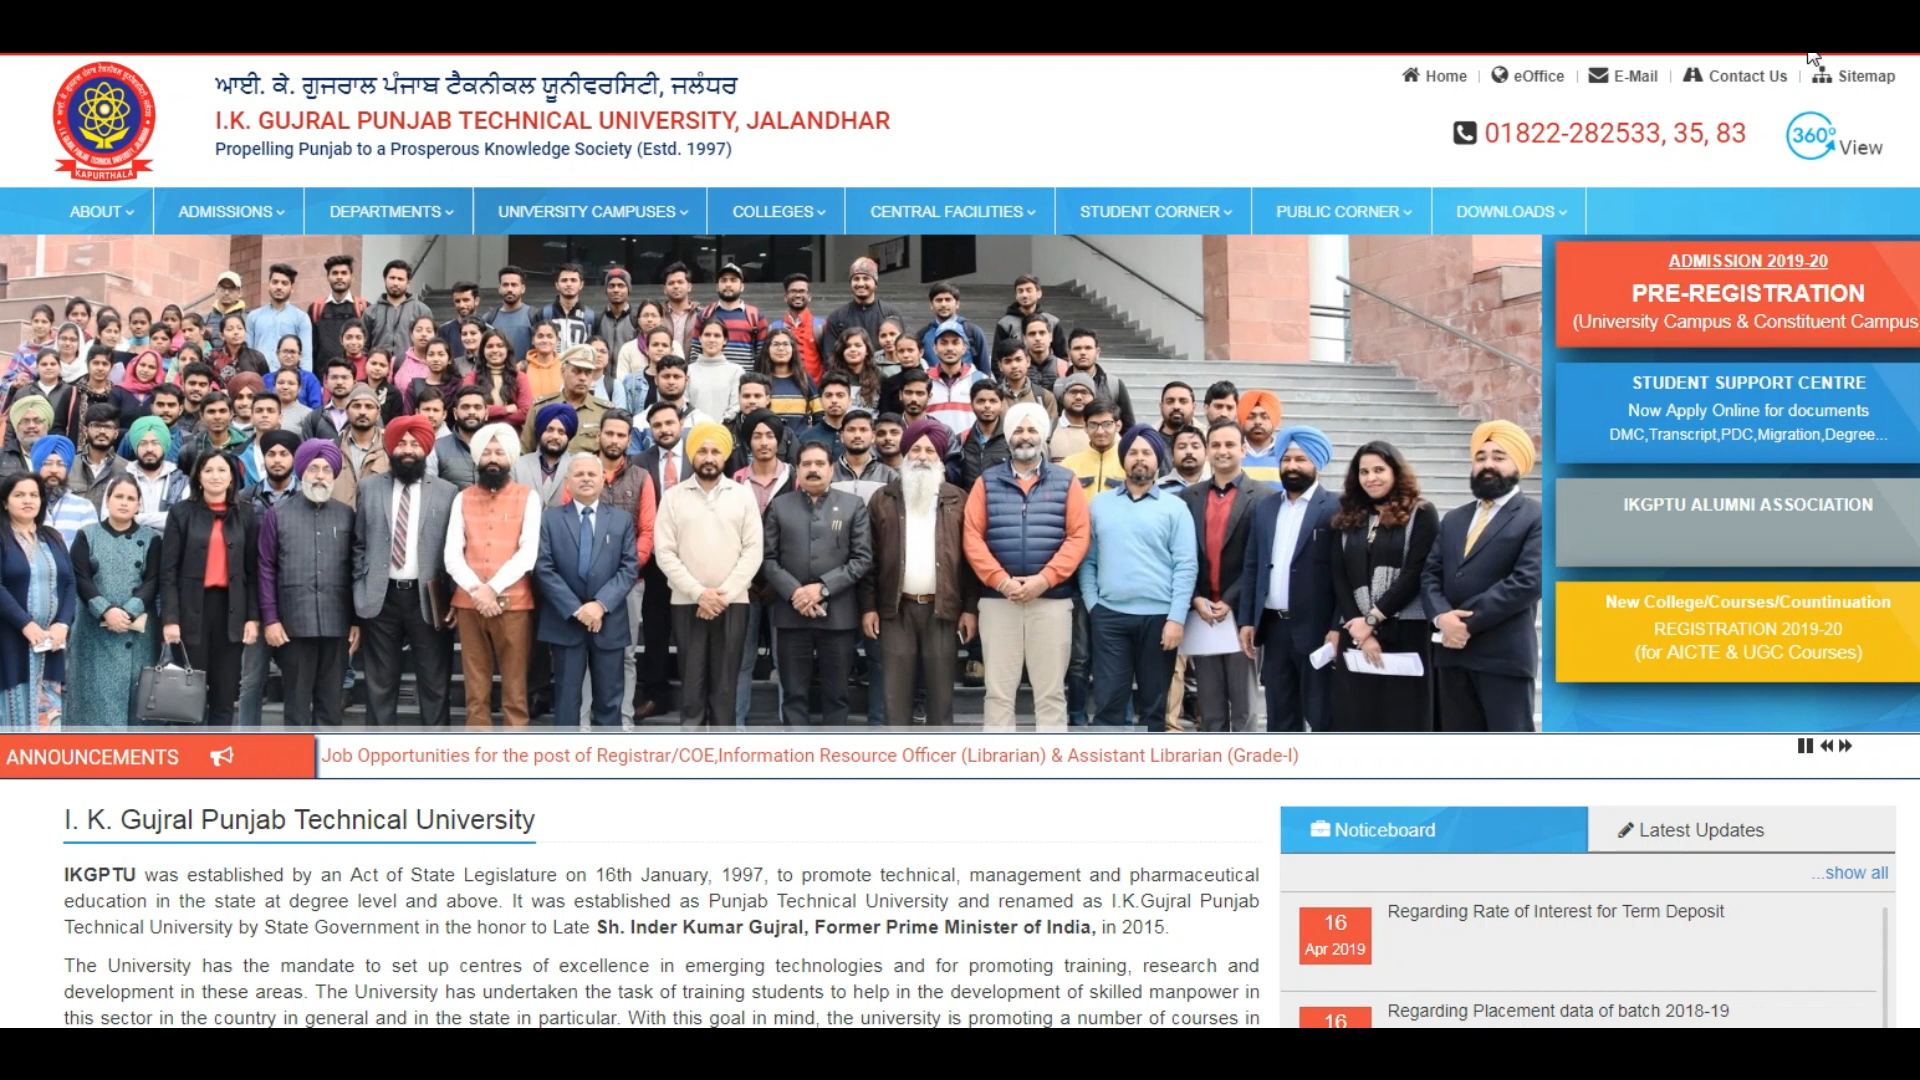 ਆਈ. ਕੇ. ਗੁਜਰਾਲ ਪੰਜਾਬ ਟੈਕਨੀਕਲ ਯੂਨੀਵਰਸਿਟੀ, ਜਲੰਧਰ
I.K. GUJRAL PUNJAB TECHNICAL UNIVERSITY, JALANDHAR
Propelling Punjab to a Prosperous Knowledge Society (Estd. 1997)
KAPURTHALA
Home | eOffice | E-Mail | Contact Us | Sitemap
01822-282533, 35, 83
360° View
ABOUT ADMISSIONS DEPARTMENTS UNIVERSITY CAMPUSES COLLEGES CENTRAL FACILITIES STUDENT CORNER PUBLIC CORNER DOWNLOADS
ADMISSION 2019-20
PRE-REGISTRATION
(University Campus & Constituent Campus
STUDENT SUPPORT CENTRE
Now Apply Online for documents
DMC,Transcript,PDC,Migration,Degree...
IKGPTU ALUMNI ASSOCIATION
New College/Courses/Countinuation
REGISTRATION 2019-20
(for AICTE & UGC Courses)
ANNOUNCEMENTS
Job Opportunities for the post of Registrar/COE,Information Resource Officer (Librarian) & Assistant Librarian (Grade-I)
I. K. Gujral Punjab Technical University
IKGPTU was established by an Act of State Legislature on 16th January, 1997, to promote technical, management and pharmaceutical
education in the state at degree level and above. It was established as Punjab Technical University and renamed as I.K.Gujral Punjab
Technical University by State Government in the honor to Late Sh. Inder Kumar Gujral, Former Prime Minister of India, in 2015.
The University has the mandate to set up centres of excellence in emerging technologies and for promoting training, research and
development in these areas. The University has undertaken the task of training students to help in the development of skilled manpower in
this sector in the country in general and in the state in particular. With this goal in mind, the university is promoting a number of courses in
Noticeboard
Latest Updates
...show all
16
Apr 2019
Regarding Rate of Interest for Term Deposit
16
Regarding Placement data of batch 2018-19